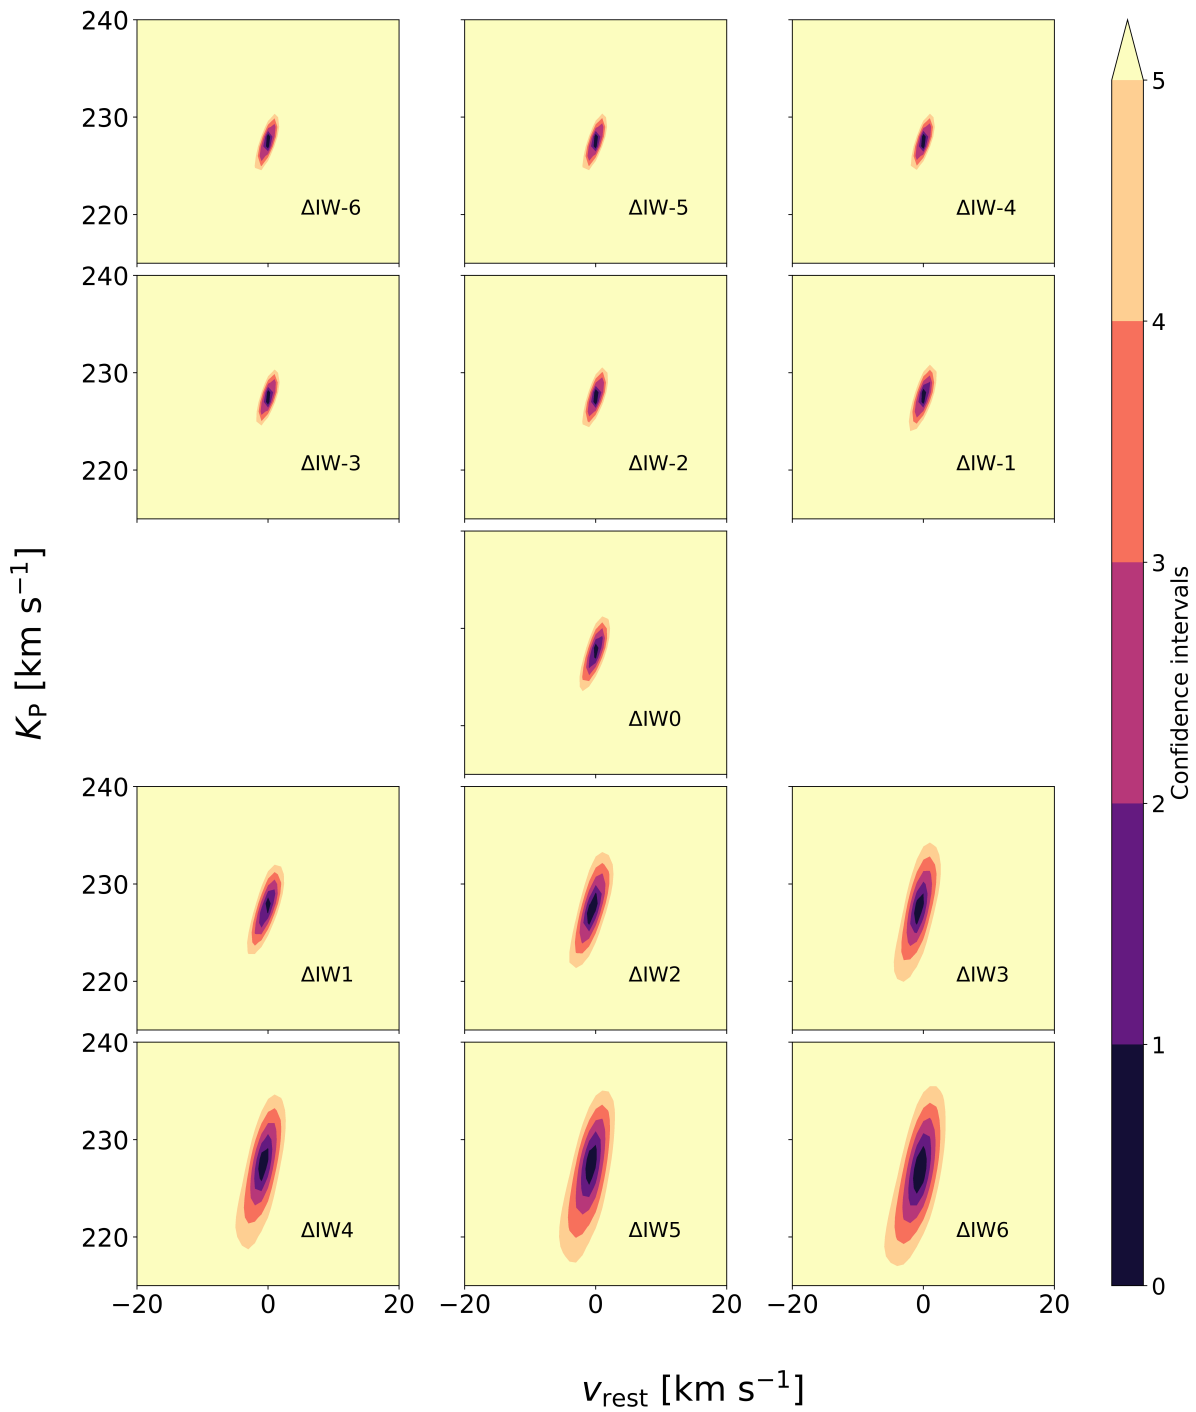 240
230
220
ΔIW-6
ΔIW-5
ΔIW-4
240
230
220
ΔIW-3
ΔIW-2
ΔIW-1
ΔIW0
240
230
220
ΔIW1
ΔIW2
ΔIW3
240
230
220
ΔIW4
ΔIW5
ΔIW6
−20 0 20
−20 0 20
−20 0 20
K_P [km s⁻¹]
v_rest [km s⁻¹]
5
4
3
2
1
0
Confidence intervals